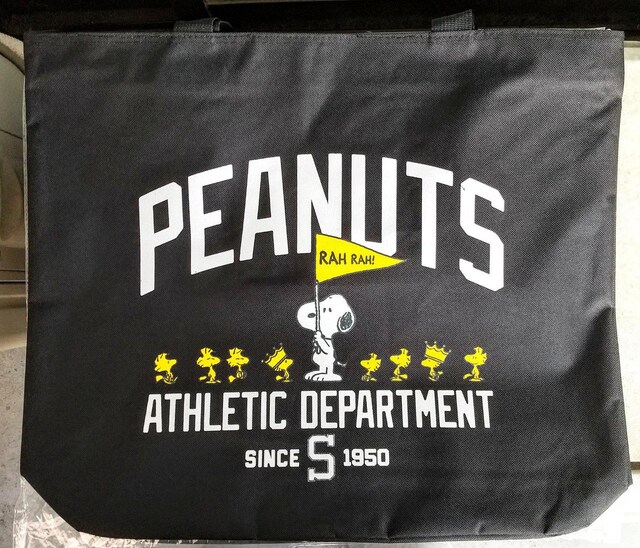 PEANUTS
RAH RAH!
ATHLETIC DEPARTMENT
SINCE S 1950